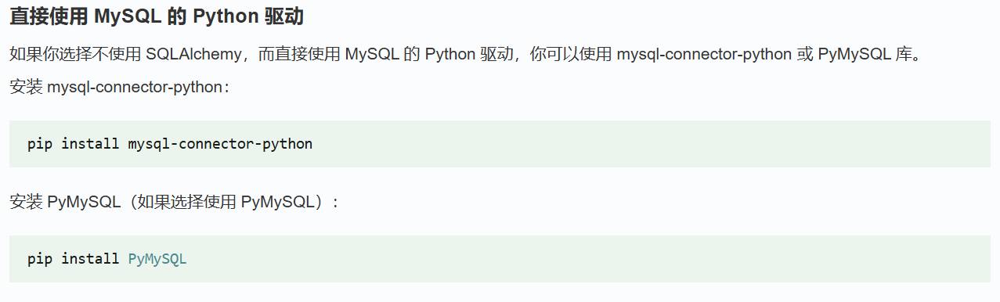 直接使用 MySQL 的 Python 驱动
如果你选择不使用 SQLAlchemy，而直接使用 MySQL 的 Python 驱动，你可以使用 mysql-connector-python 或 PyMySQL 库。
安装 mysql-connector-python：
pip install mysql-connector-python
安装 PyMySQL（如果选择使用 PyMySQL）：
pip install PyMySQL